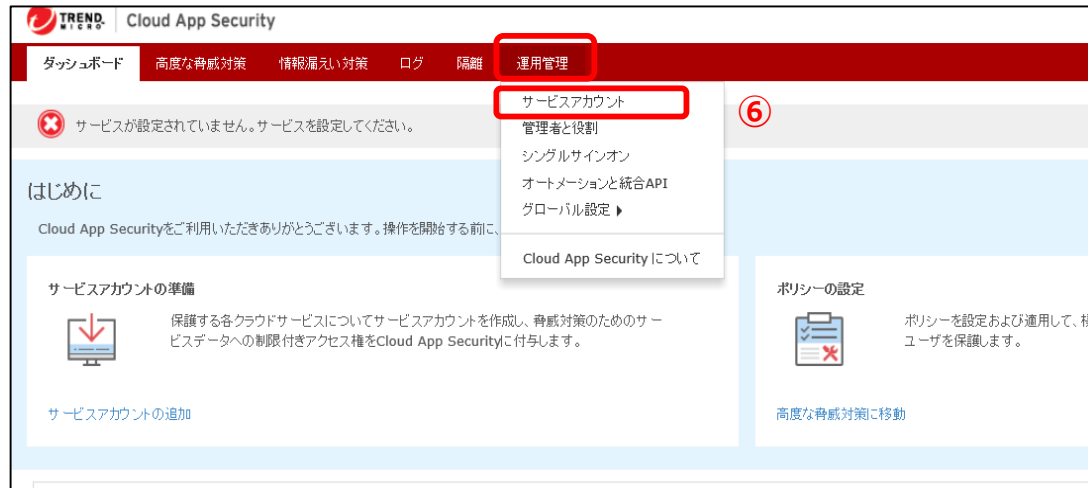 TREND MICRO Cloud App Security
ダッシュボード 高度な脅威対策 情報漏えい対策 ログ 隔離 運用管理
サービスアカウント
⑥
サービスが設定されていません。サービスを設定してください。
管理者と役割
シングルサインオン
オートメーションと統合API
グローバル設定
Cloud App Security について
はじめに
Cloud App Securityをご利用いただきありがとうございます。操作を開始する前に、
サービスアカウントの準備
保護する各クラウドサービスについてサービスアカウントを作成し、脅威対策のためのサー
ビスデータへの制限付きアクセス権をCloud App Securityに付与します。
サービスアカウントの追加
ポリシーの設定
ポリシーを設定および適用して、
ユーザを保護します。
高度な脅威対策に移動